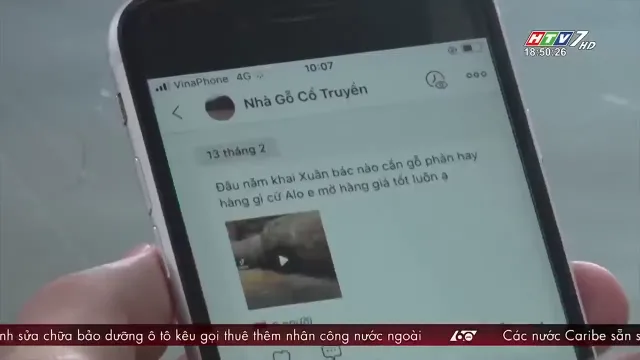 HTV7 HD
18:50:26
VinaPhone 4G 10:07
Nhà Gỗ Cổ Truyền
13 tháng 2
Đầu năm khai Xuân bác nào cần gỗ phàn hay
hàng gì cứ Alo e mở hàng giá tốt luôn ạ
nh sửa chữa bảo dưỡng ô tô kêu gọi thuê thêm nhân công nước ngoài
60
Các nước Caribe sẵn s